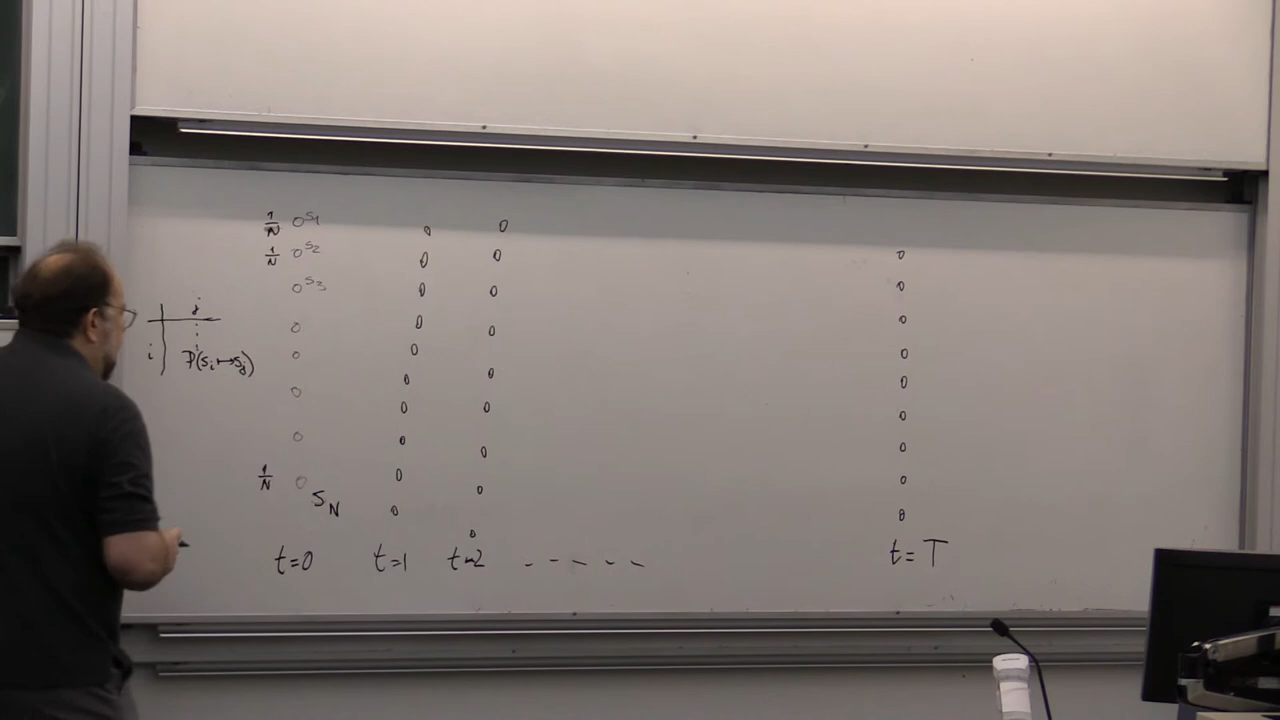 1/N s1
1/N s2
s3
j
i P(si↦sj)
1/N sN
t=0 t=1 t=2 - - - - - t=T